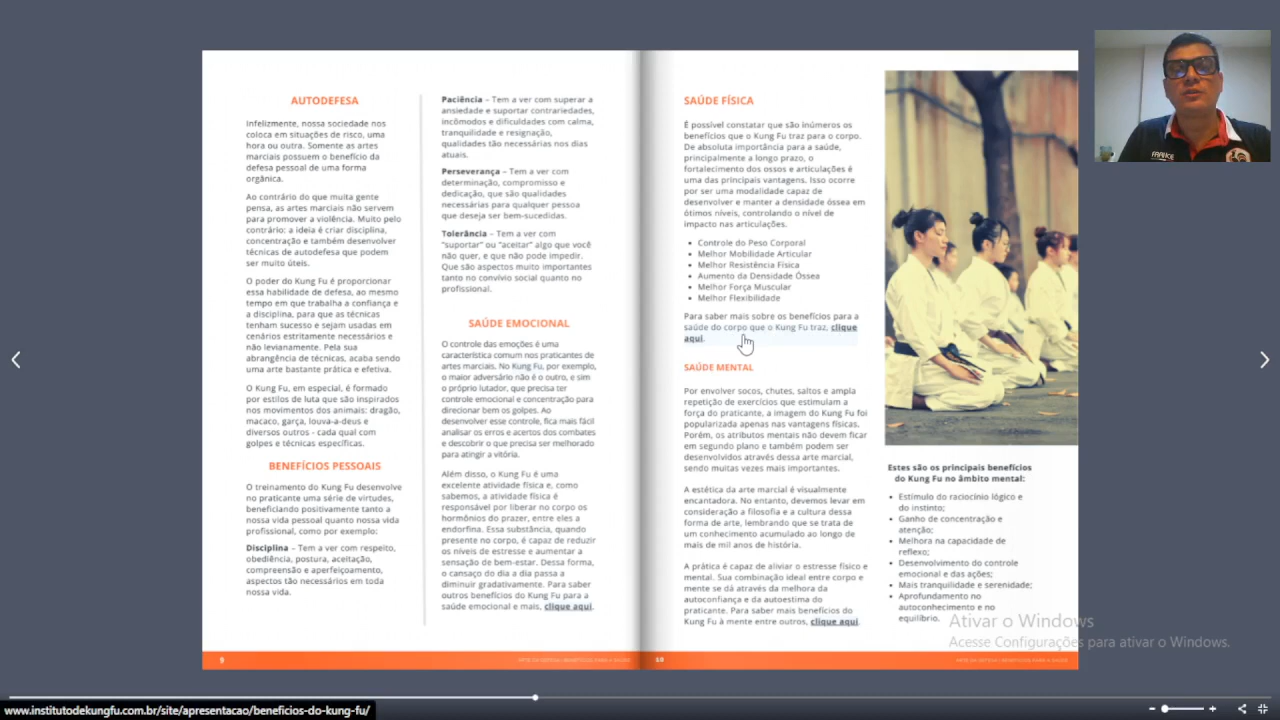 AUTODEFESA
Infelizmente, nossa sociedade nos
coloca em situações de risco, uma
hora ou outra. Somente as artes
marciais possuem o benefício da
defesa pessoal de uma forma
orgânica.
Ao contrário do que muita gente
pensa, as artes marciais não servem
para promover a violência. Muito pelo
contrário: a ideia é criar disciplina,
concentração e também desenvolver
técnicas de autodefesa que podem
ser muito úteis.
O poder do Kung Fu é proporcionar
essa habilidade de defesa, ao mesmo
tempo em que trabalha a confiança e
a disciplina, para que as técnicas
tenham sucesso e sejam usadas em
cenários estritamente necessários e
não levianamente. Pela sua
abrangência de técnicas, acaba sendo
uma arte bastante prática e efetiva.
O Kung Fu, em especial, é formado
por estilos de luta que são inspirados
nos movimentos dos animais: dragão,
macaco, garça, louva-a-deus e
diversos outros - cada qual com
golpes e técnicas específicas.
BENEFÍCIOS PESSOAIS
O treinamento do Kung Fu desenvolve
no praticante uma série de virtudes,
beneficiando positivamente tanto a
nossa vida pessoal quanto nossa vida
profissional, como por exemplo:
Disciplina – Tem a ver com respeito,
obediência, postura, aceitação,
compreensão e aperfeiçoamento,
aspectos tão necessários em toda
nossa vida.
Paciência – Tem a ver com superar a
ansiedade e suportar contrariedades,
incômodos e dificuldades com calma,
tranquilidade e resignação,
qualidades tão necessárias nos dias
atuais.
Perseverança – Tem a ver com
determinação, compromisso e
dedicação, que são qualidades
necessárias para qualquer pessoa
que deseja ser bem-sucedidas.
Tolerância – Tem a ver com
"suportar" ou "aceitar" algo que você
não quer, e que não pode impedir.
Que são aspectos muito importantes
tanto no convívio social quanto no
profissional.
SAÚDE EMOCIONAL
O controle das emoções é uma
característica comum nos praticantes de
artes marciais. No Kung Fu, por exemplo,
o maior adversário não é o outro, e sim
o próprio lutador, que precisa ter
controle emocional e concentração para
direcionar bem os golpes. Ao
desenvolver esse controle, fica mais fácil
analisar os erros e acertos dos combates
e descobrir o que precisa ser melhorado
para atingir a vitória.
Além disso, o Kung Fu é uma
excelente atividade física e, como
sabemos, a atividade física é
responsável por liberar no corpo os
hormônios do prazer, entre eles a
endorfina. Essa substância, quando
presente no corpo, é capaz de reduzir
os níveis de estresse e aumentar a
sensação de bem-estar. Dessa forma,
o cansaço do dia a dia passa a
diminuir gradativamente. Para saber
outros benefícios do Kung Fu para a
saúde emocional e mais, clique aqui.
9
ARTE DA DEFESA | BENEFÍCIOS PARA A SAÚDE
SAÚDE FÍSICA
É possível constatar que são inúmeros os
benefícios que o Kung Fu traz para o corpo.
De absoluta importância para a saúde,
principalmente a longo prazo, o
fortalecimento dos ossos e articulações é
uma das principais vantagens. Isso ocorre
por ser uma modalidade capaz de
desenvolver e manter a densidade óssea em
ótimos níveis, controlando o nível de
impacto nas articulações.
• Controle do Peso Corporal
• Melhor Mobilidade Articular
• Melhor Resistência Física
• Aumento da Densidade Óssea
• Melhor Força Muscular
• Melhor Flexibilidade
Para saber mais sobre os benefícios para a
saúde do corpo que o Kung Fu traz, clique
aqui.
SAÚDE MENTAL
Por envolver socos, chutes, saltos e ampla
repetição de exercícios que estimulam a
força do praticante, a imagem do Kung Fu foi
popularizada apenas nas vantagens físicas.
Porém, os atributos mentais não devem ficar
em segundo plano e também podem ser
desenvolvidos através dessa arte marcial,
sendo muitas vezes mais importantes.
A estética da arte marcial é visualmente
encantadora. No entanto, devemos levar em
consideração a filosofia e a cultura dessa
forma de arte, lembrando que se trata de
um conhecimento acumulado ao longo de
mais de mil anos de história.
A prática é capaz de aliviar o estresse físico e
mental. Sua combinação ideal entre corpo e
mente se dá através da melhora da
autoconfiança e da autoestima do
praticante. Para saber mais benefícios do
Kung Fu à mente entre outros, clique aqui.
Estes são os principais benefícios
do Kung Fu no âmbito mental:
• Estímulo do raciocínio lógico e
do instinto;
• Ganho de concentração e
atenção;
• Melhora na capacidade de
reflexo;
• Desenvolvimento do controle
emocional e das ações;
• Mais tranquilidade e serenidade;
• Aprofundamento no
autoconhecimento e no
equilíbrio.
10
ARTE DA DEFESA | BENEFÍCIOS PARA A SAÚDE
Ativar o Windows
Acesse Configurações para ativar o Windows.
www.institutodekungfu.com.br/site/apresentacao/beneficios-do-kung-fu/